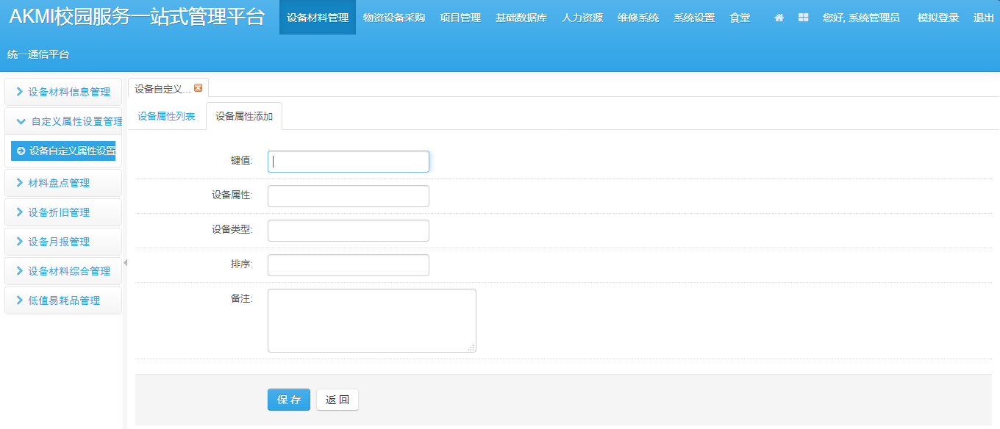 AKMI校园服务一站式管理平台 设备材料管理 物资设备采购 项目管理 基础数据库 人力资源 维修系统 系统设置 食堂 您好, 系统管理员 模拟登录 退出
统一通信平台
设备材料信息管理
自定义属性设置管理
设备自定义属性设置
材料盘点管理
设备折旧管理
设备月报管理
设备材料综合管理
低值易耗品管理
设备自定义...
设备属性列表 设备属性添加
键值:
设备属性:
设备类型:
排序:
备注:
保 存 返 回